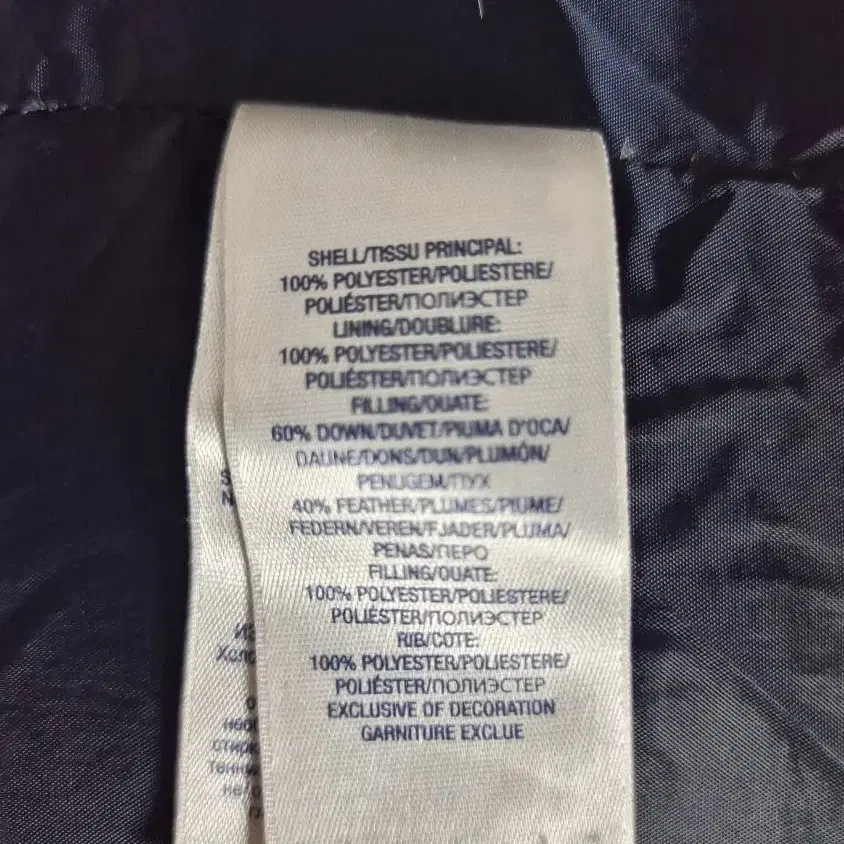 SHELL/TISSU PRINCIPAL:
100% POLYESTER/POLIESTERE/
POLIÉSTER/ПОЛИЭСТЕР
LINING/DOUBLURE:
100% POLYESTER/POLIESTERE/
POLIÉSTER/ПОЛИЭСТЕР
FILLING/OUATE:
60% DOWN/DUVET/PIUMA D'OCA/
DAUNE/DONS/DUN/PLUMÓN/
PENUGEM/ПУХ
40% FEATHER/PLUMES/PIUME/
FEDERN/VEREN/FJADER/PLUMA/
PENAS/ПЕРО
FILLING/OUATE:
100% POLYESTER/POLIESTERE/
POLIÉSTER/ПОЛИЭСТЕР
RIB/COTE:
100% POLYESTER/POLIESTERE/
POLIÉSTER/ПОЛИЭСТЕР
EXCLUSIVE OF DECORATION
GARNITURE EXCLUE